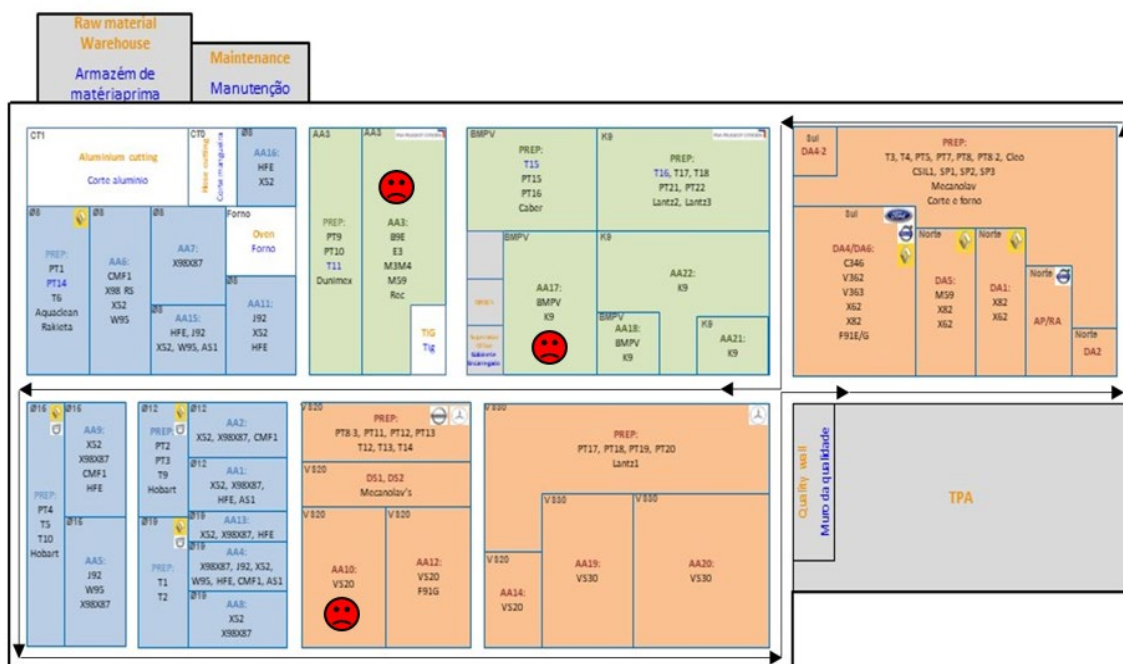 Raw material
Warehouse
Armazém de
matériaprima
Maintenance
Manutenção
CT1
Aluminium cutting
Corte aluminio
CT0
Hose cutting
Corte mangueira
Ø8
AA16:
HFE
X52
Ø8
PREP:
PT1
PT14
T6
Aquaclean
Rakieta
Ø8
AA6:
CMF1
X98 RS
X52
W95
Ø8
AA7:
X98X87
AA15:
HFE, J92
X52, W95, AS1
Forno
Oven
Forno
Ø8
AA11:
J92
X52
HFE
AA3
PREP:
PT9
PT10
T11
Dunimex
AA3
AA3:
B9E
E3
M3M4
M59
Rec
TIG
Tig
BMPV
PREP:
T15
PT15
PT16
Caber
K9
PREP:
T16, T17, T18
PT21, PT22
Lantz2, Lantz3
BMPV
AA17:
BMPV
K9
K9
AA22:
K9
BMPV
AA18:
BMPV
K9
K9
AA21:
K9
Gabinete
Encarregado
Sul
DA4-2
PREP:
T3, T4, PT5, PT7, PT8, PT8 2, Cleo
CSIL1, SP1, SP2, SP3
Mecanolav
Corte e forno
Sul
DA4/DA6:
C346
V362
V363
X62
X82
F91E/G
Norte
DA5:
M59
X82
X62
Norte
DA1:
X82
X62
Norte
AP/RA
Norte
DA2
Ø16
PREP:
PT4
T5
T10
Hobart
Ø16
AA9:
X52
X98X87
CMF1
HFE
Ø16
AA5:
J92
W95
X98X87
Ø12
PREP:
PT2
PT3
T9
Hobart
Ø12
AA2:
X52, X98X87, CMF1
Ø12
AA1:
X52, X98X87,
HFE, AS1
Ø19
PREP:
T1
T2
Ø19
AA13:
X52, X98X87, HFE
Ø19
AA4:
X98X87, J92, X52,
W95, HFE, CMF1, AS1
Ø19
AA8:
X52
X98X87
VS20
PREP:
PT8 3, PT11, PT12, PT13
T12, T13, T14
VS20
DS1, DS2
Mecanolav's
VS20
AA10:
VS20
VS20
AA12:
VS20
F91G
VS30
PREP:
PT17, PT18, PT19, PT20
Lantz1
VS20
AA14:
VS20
VS30
AA19:
VS30
VS30
AA20:
VS30
Quality wall
Muro da qualidade
TPA